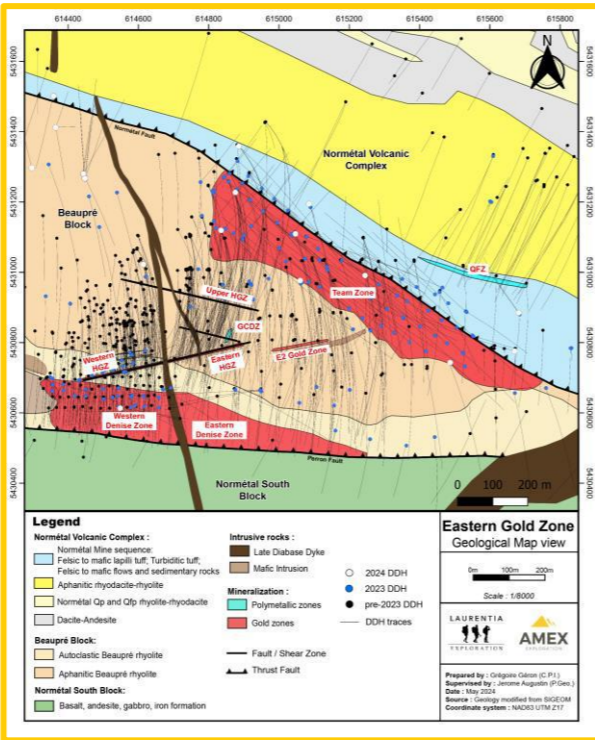 614400 614600 614800 615000 615200 615400 615600 615800
5431600
5431400
5431200
5431000
5430800
5430600
5430400
5431600
5431400
5431200
5431000
5430800
5430600
5430400
N
Normétal Fault
Normétal Volcanic
Complex
Beaupré
Block
QFZ
Upper HGZ
Team Zone
GCDZ
E2 Gold Zone
Western
HGZ
Eastern
HGZ
Western
Denise Zone
Eastern
Denise Zone
Perron Fault
Normétal South
Block
0 100 200 m
Legend
Normétal Volcanic Complex :
Normétal Mine sequence:
Felsic to mafic lapilli tuff; Turbiditic tuff;
Felsic to mafic flows and sedimentary rocks
Aphanitic rhyodacite-rhyolite
Normétal Qp and Qfp rhyolite-rhyodacite
Dacite-Andesite
Beaupré Block:
Autoclastic Beaupré rhyolite
Aphanitic Beaupré rhyolite
Normétal South Block:
Basalt, andesite, gabbro, iron formation
Intrusive rocks :
Late Diabase Dyke
Mafic Intrusion
Mineralization :
Polymetallic zones
Gold zones
Fault / Shear Zone
Thrust Fault
2024 DDH
2023 DDH
pre-2023 DDH
DDH traces
Eastern Gold Zone
Geological Map view
0m 100m 200m
Scale : 1/8000
LAURENTIA
EXPLORATION
AMEX
EXPLORATION
Prepared by : Grégoire Géron (C.P.I.)
Supervised by : Jerome Augustin (P.Geo.)
Date : May 2024
Source : Geology modified from SIGEOM
Coordinate system : NAD83 UTM Z17